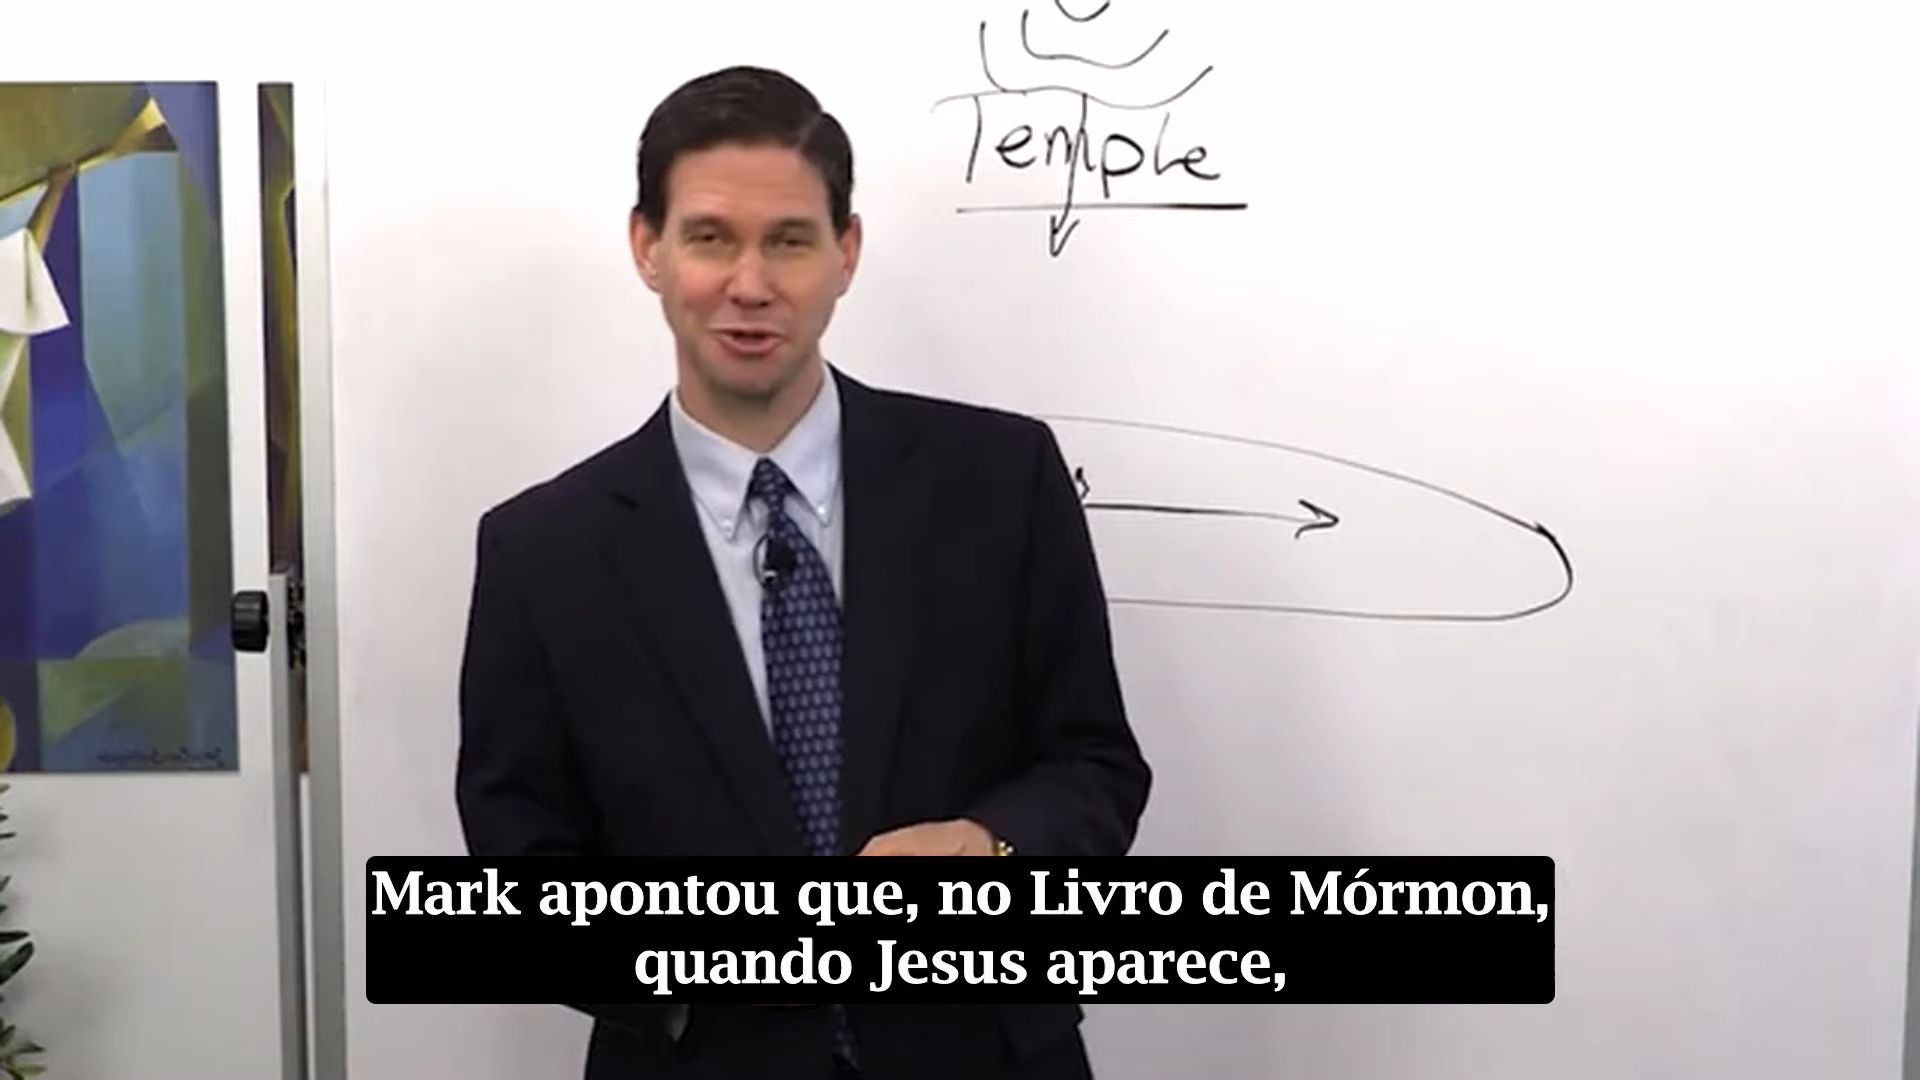 Temple
Mark apontou que, no Livro de Mórmon,
quando Jesus aparece,